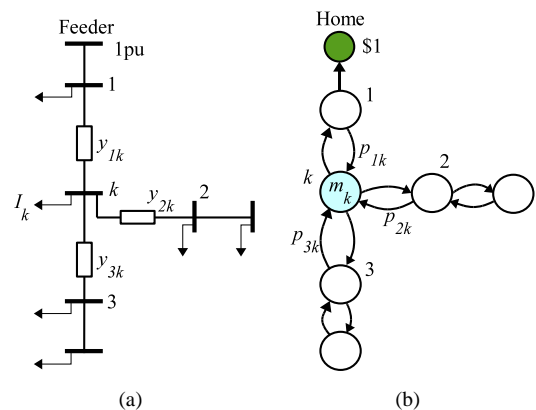 Feeder
1pu
1
y1k
Ik
k
y2k
2
y3k
3
(a)
Home
$1
1
p1k
k
mk
2
p2k
p3k
3
(b)